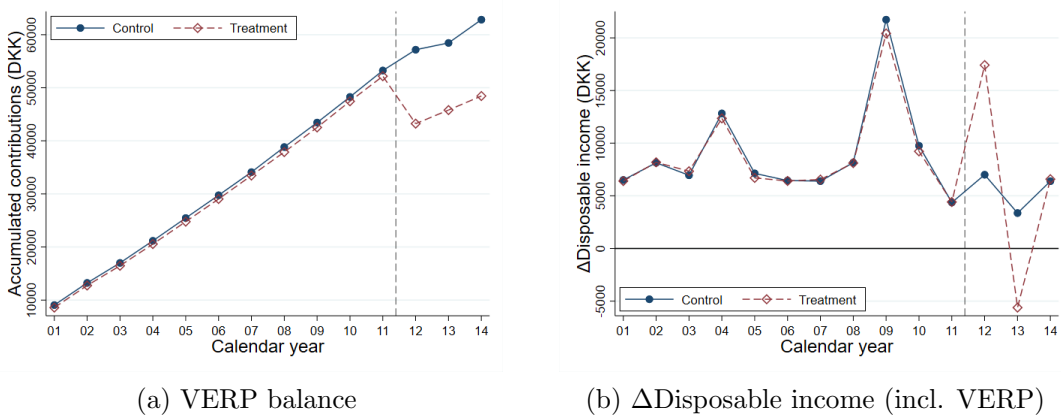 Accumulated contributions (DKK)
10000 20000 30000 40000 50000 60000
Control Treatment
01 02 03 04 05 06 07 08 09 10 11 12 13 14
Calendar year
(a) VERP balance
ΔDisposable income (DKK)
-5000 0 5000 10000 15000 20000
Control Treatment
01 02 03 04 05 06 07 08 09 10 11 12 13 14
Calendar year
(b) ΔDisposable income (incl. VERP)